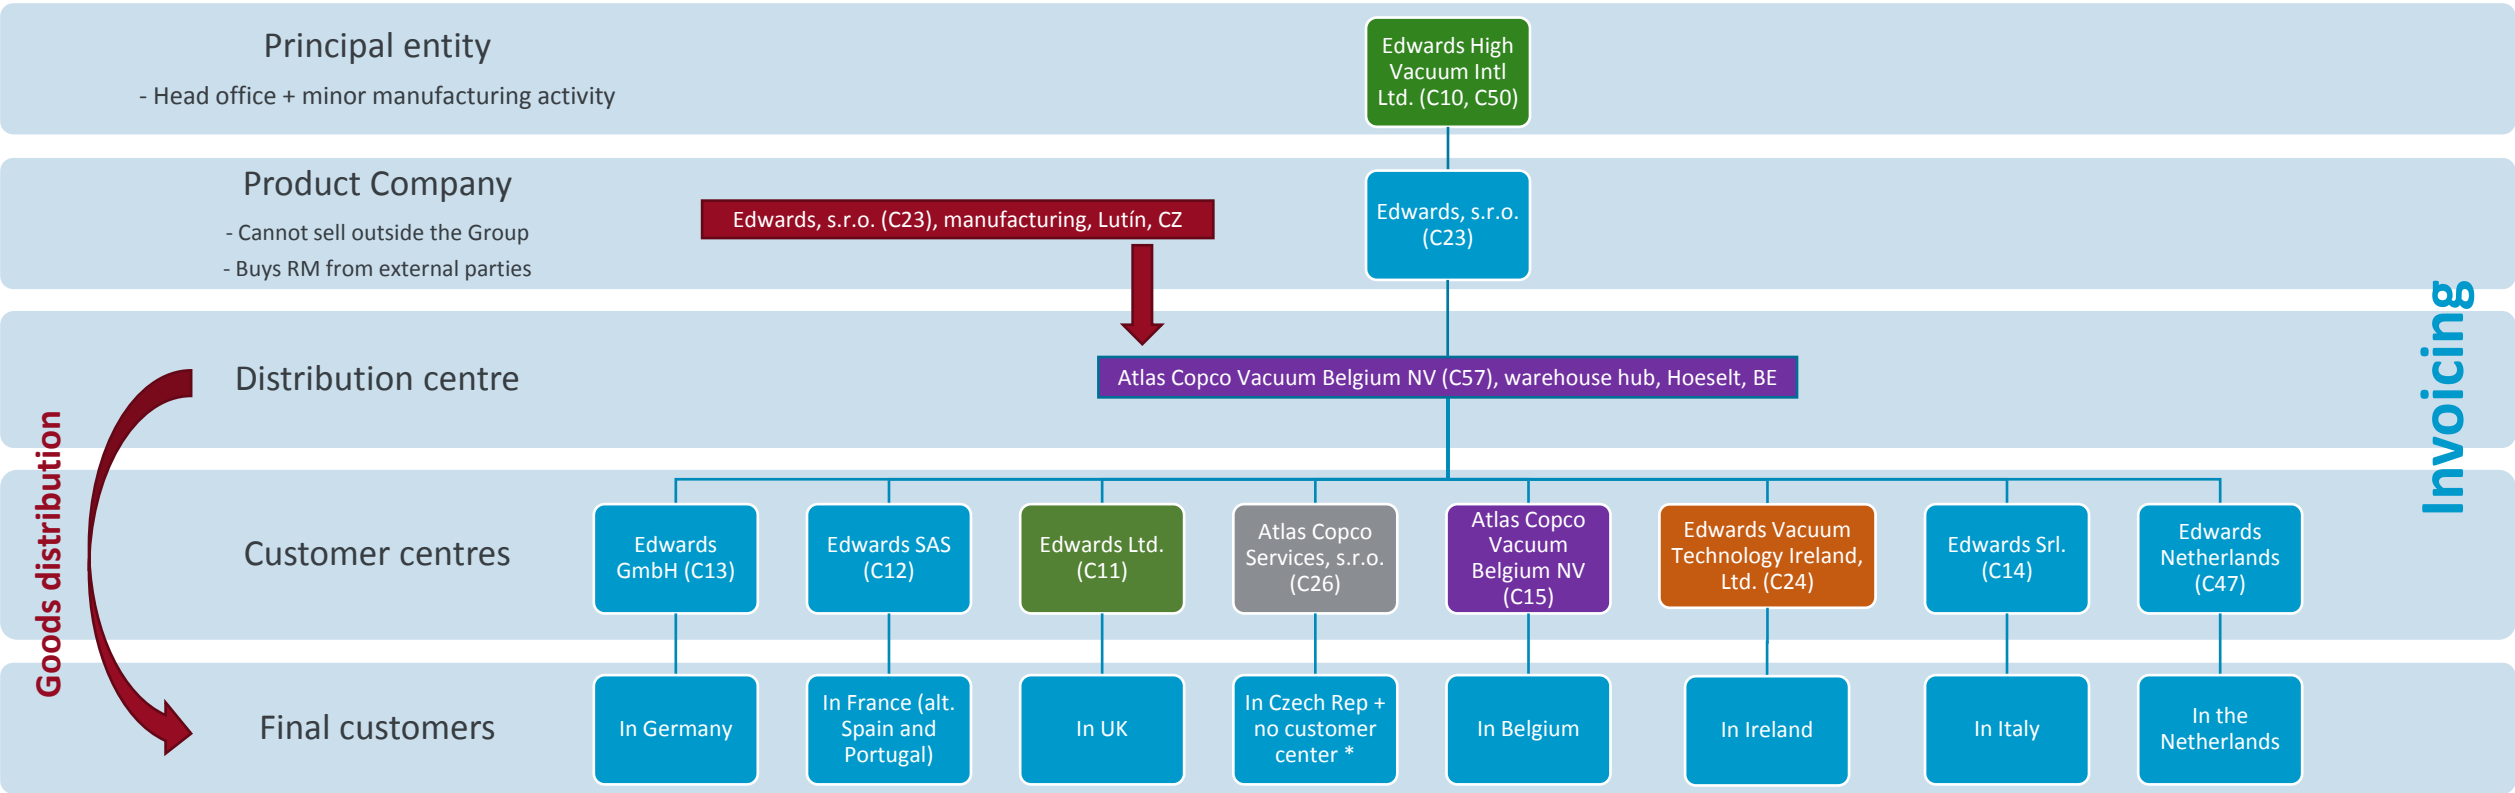 Principal entity
- Head office + minor manufacturing activity
Edwards High
Vacuum Intl
Ltd. (C10, C50)
Product Company
- Cannot sell outside the Group
- Buys RM from external parties
Edwards, s.r.o. (C23), manufacturing, Lutín, CZ
Edwards, s.r.o.
(C23)
Invoicing
Distribution centre
Atlas Copco Vacuum Belgium NV (C57), warehouse hub, Hoeselt, BE
Goods distribution
Customer centres
Edwards
GmbH (C13)
Edwards SAS
(C12)
Edwards Ltd.
(C11)
Atlas Copco
Services, s.r.o.
(C26)
Atlas Copco
Vacuum
Belgium NV
(C15)
Edwards Vacuum
Technology Ireland,
Ltd. (C24)
Edwards Srl.
(C14)
Edwards
Netherlands
(C47)
Final customers
In Germany
In France (alt.
Spain and
Portugal)
In UK
In Czech Rep +
no customer
center *
In Belgium
In Ireland
In Italy
In the
Netherlands